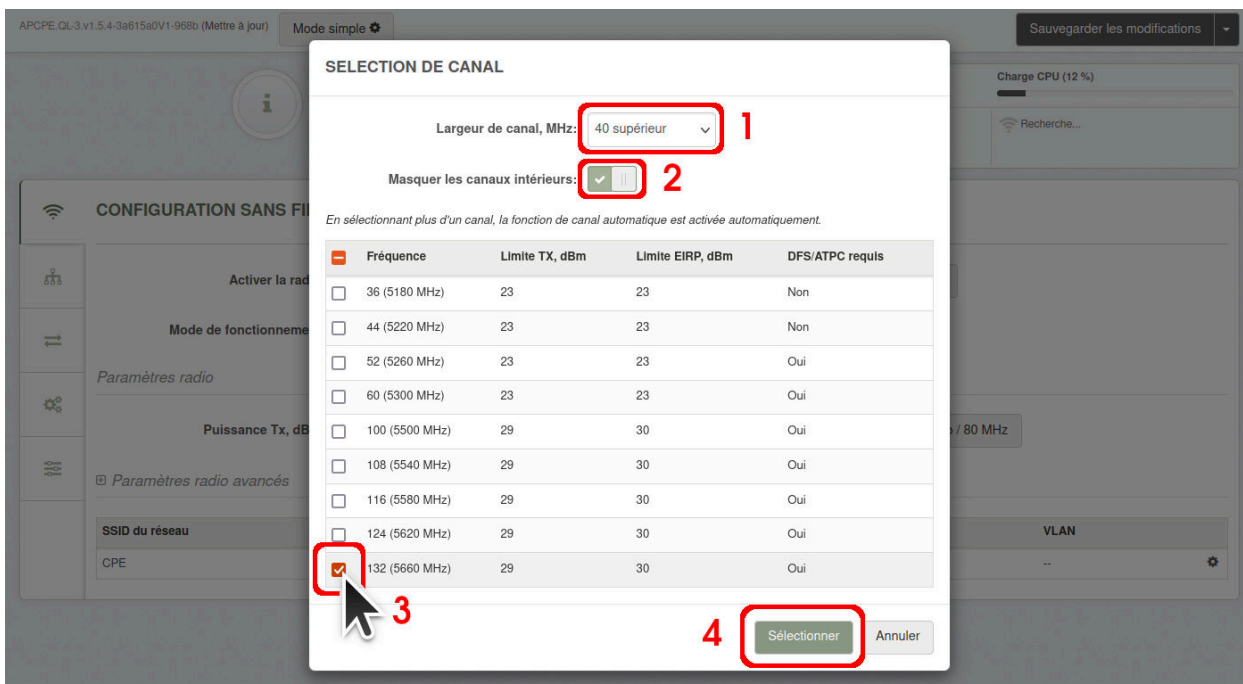 APCPE.QL-3.v1.5.4-3a615a0V1-968b (Mettre à jour)
Mode simple
Sauvegarder les modifications
SELECTION DE CANAL
Charge CPU (12 %)
Largeur de canal, MHz: 40 supérieur 1
Recherche...
Masquer les canaux intérieurs: 2
CONFIGURATION SANS FI
En sélectionnant plus d'un canal, la fonction de canal automatique est activée automatiquement.
Fréquence Limite TX, dBm Limite EIRP, dBm DFS/ATPC requis
Activer la rad
36 (5180 MHz) 23 23 Non
Mode de fonctionneme
44 (5220 MHz) 23 23 Non
52 (5260 MHz) 23 23 Oui
Paramètres radio
60 (5300 MHz) 23 23 Oui
Puissance Tx, dB
100 (5500 MHz) 29 30 Oui
/ 80 MHz
108 (5540 MHz) 29 30 Oui
Paramètres radio avancés
116 (5580 MHz) 29 30 Oui
SSID du réseau
124 (5620 MHz) 29 30 Oui
VLAN
CPE
132 (5660 MHz) 29 30 Oui
--
3
4 Sélectionner Annuler